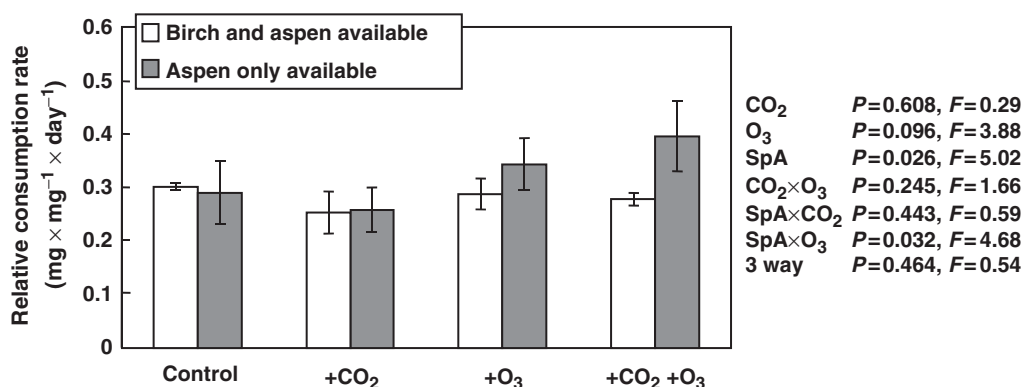 0.6
0.5
0.4
0.3
0.2
0.1
0
Relative consumption rate
(mg × mg⁻¹ × day⁻¹)
Birch and aspen available
Aspen only available
Control
+CO₂
+O₃
+CO₂ +O₃
CO₂ P=0.608, F=0.29
O₃ P=0.096, F=3.88
SpA P=0.026, F=5.02
CO₂×O₃ P=0.245, F=1.66
SpA×CO₂ P=0.443, F=0.59
SpA×O₃ P=0.032, F=4.68
3 way P=0.464, F=0.54